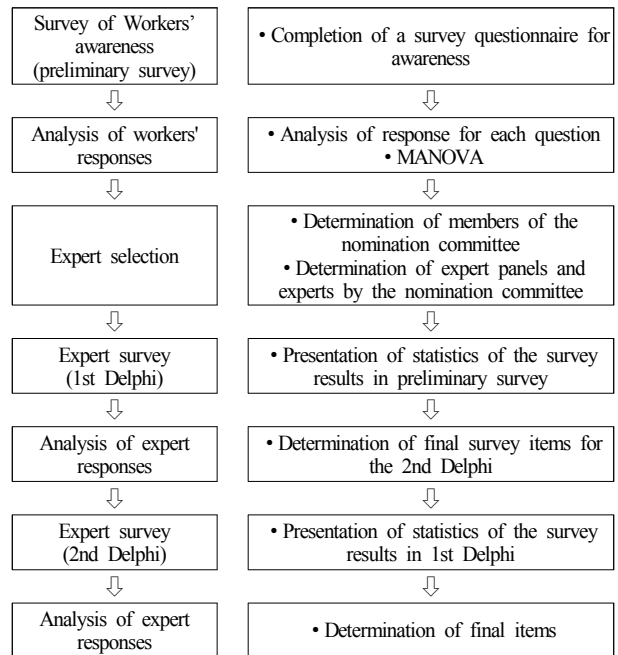 Survey of Workers’
awareness
(preliminary survey)
• Completion of a survey questionnaire for
awareness
Analysis of workers'
responses
• Analysis of response for each question
• MANOVA
Expert selection
• Determination of members of the
nomination committee
• Determination of expert panels and
experts by the nomination committee
Expert survey
(1st Delphi)
• Presentation of statistics of the survey
results in preliminary survey
Analysis of expert
responses
• Determination of final survey items for
the 2nd Delphi
Expert survey
(2nd Delphi)
• Presentation of statistics of the survey
results in 1st Delphi
Analysis of expert
responses
• Determination of final items